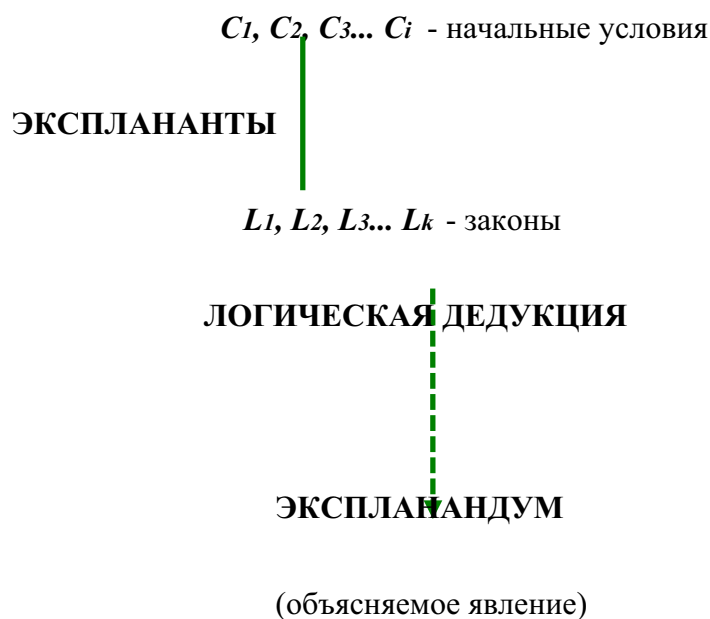 C1, C2, C3... Ci - начальные условия
ЭКСПЛАНАНТЫ
L1, L2, L3... Lk - законы
ЛОГИЧЕСКАЯ ДЕДУКЦИЯ
ЭКСПЛАНАНДУМ
(объясняемое явление)